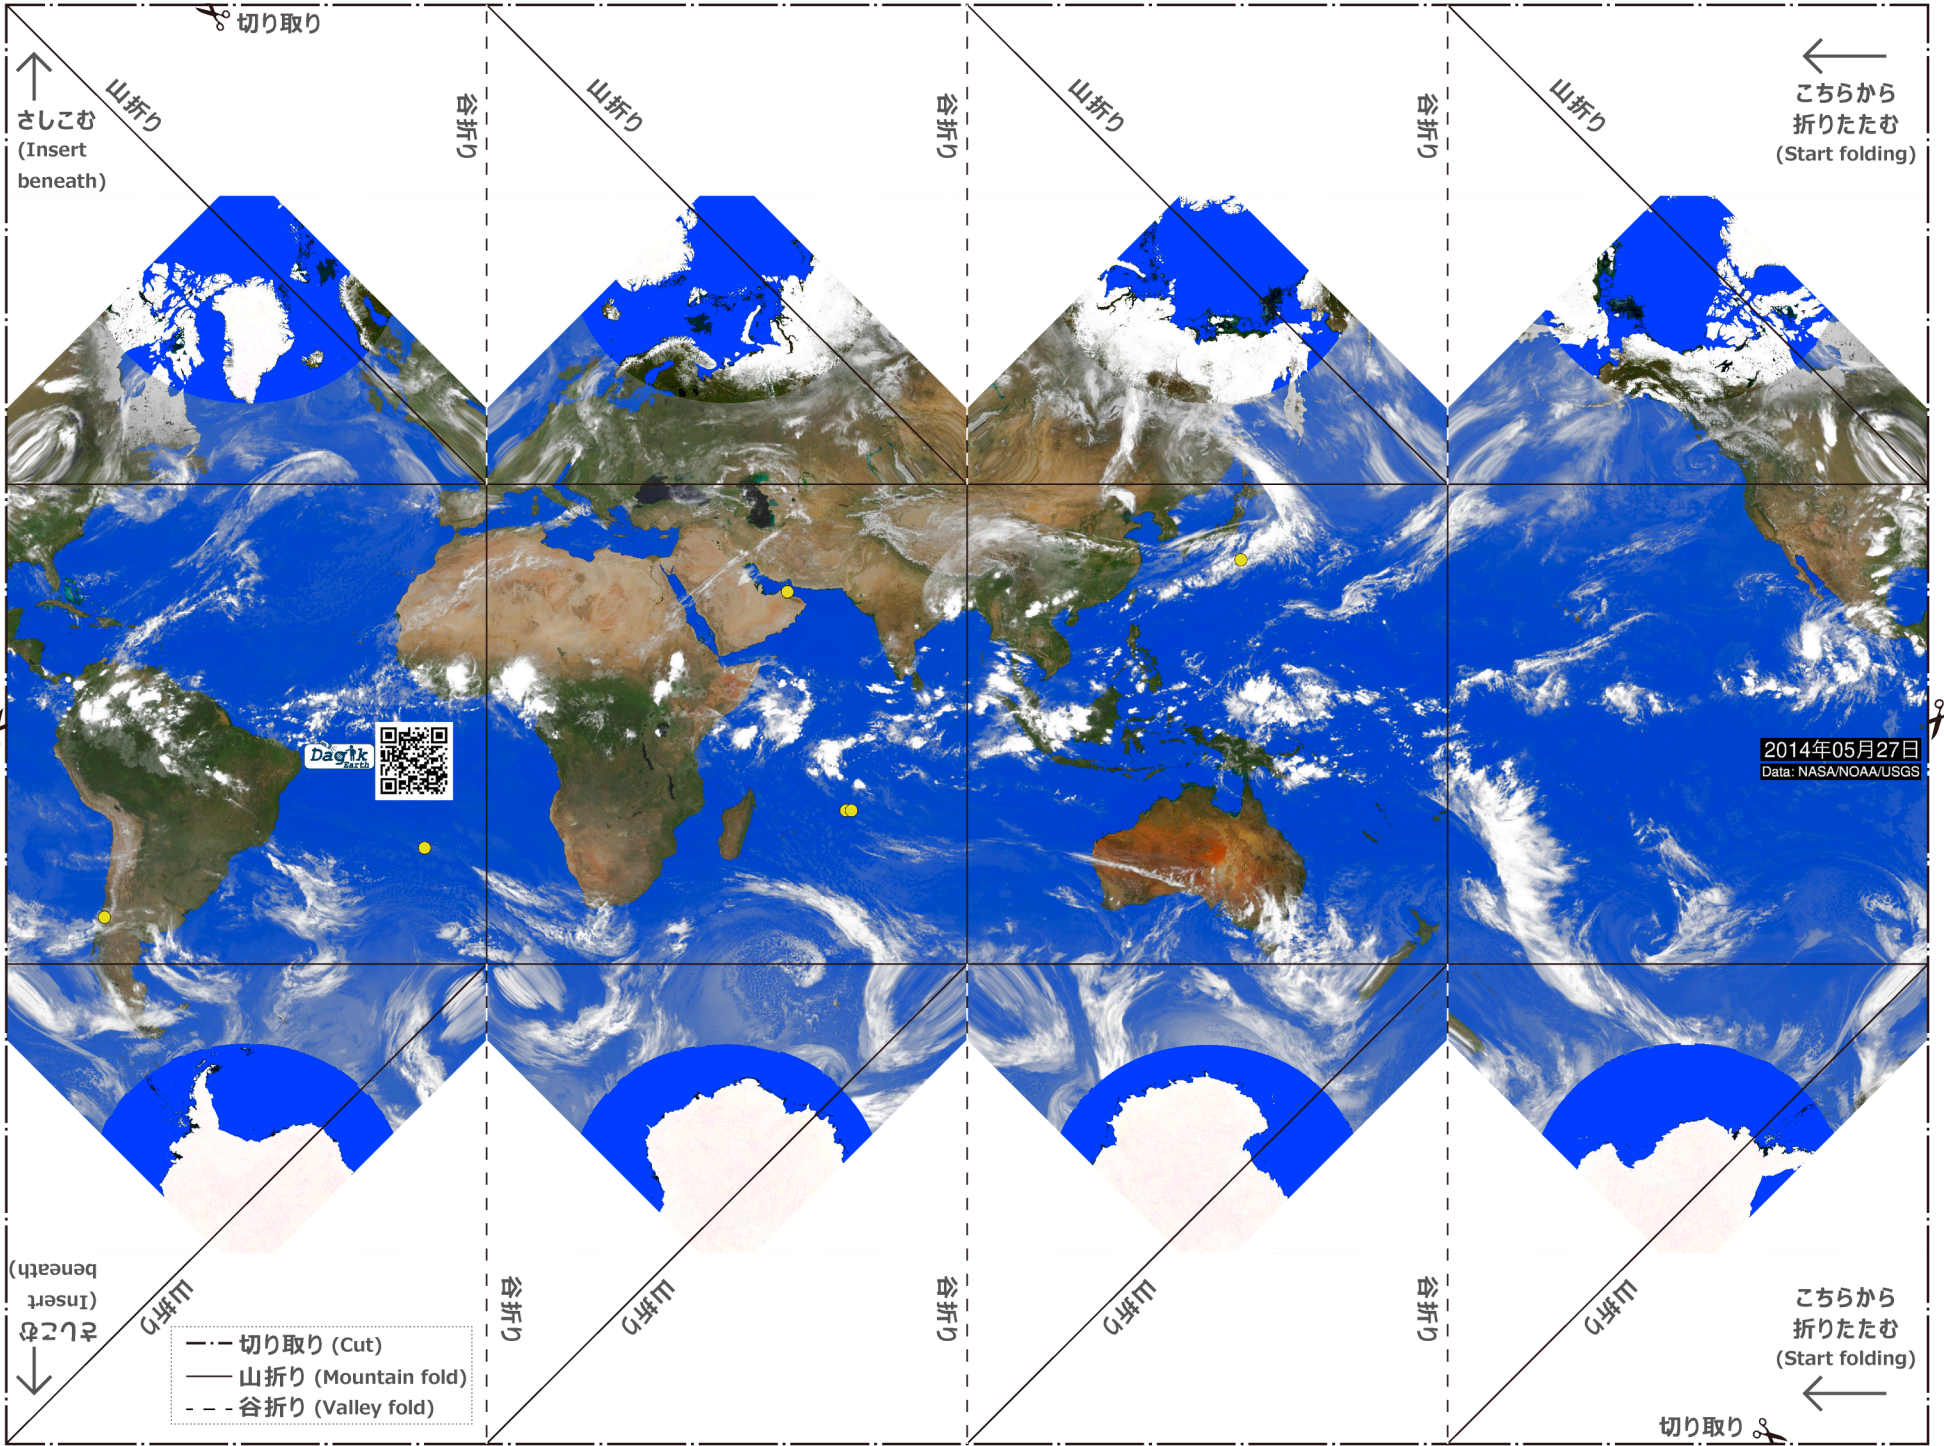 切り取り
山折り
谷折り
山折り
谷折り
山折り
谷折り
山折り
こちらから
折りたたむ
(Start folding)
さしこむ
(Insert
beneath)
Dagik
Earth
2014年05月27日
Data: NASA/NOAA/USGS
さしこむ
(Insert
beneath)
山折り
谷折り
山折り
谷折り
山折り
谷折り
山折り
こちらから
折りたたむ
(Start folding)
切り取り (Cut)
山折り (Mountain fold)
谷折り (Valley fold)
切り取り